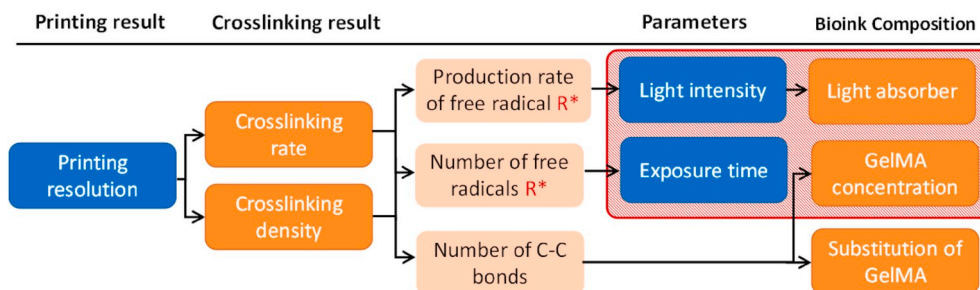 Printing result
Crosslinking result
Parameters
Bioink Composition
Printing
resolution
Crosslinking
rate
Crosslinking
density
Production rate
of free radical R*
Number of free
radicals R*
Number of C-C
bonds
Light intensity
Exposure time
Light absorber
GelMA
concentration
Substitution of
GelMA